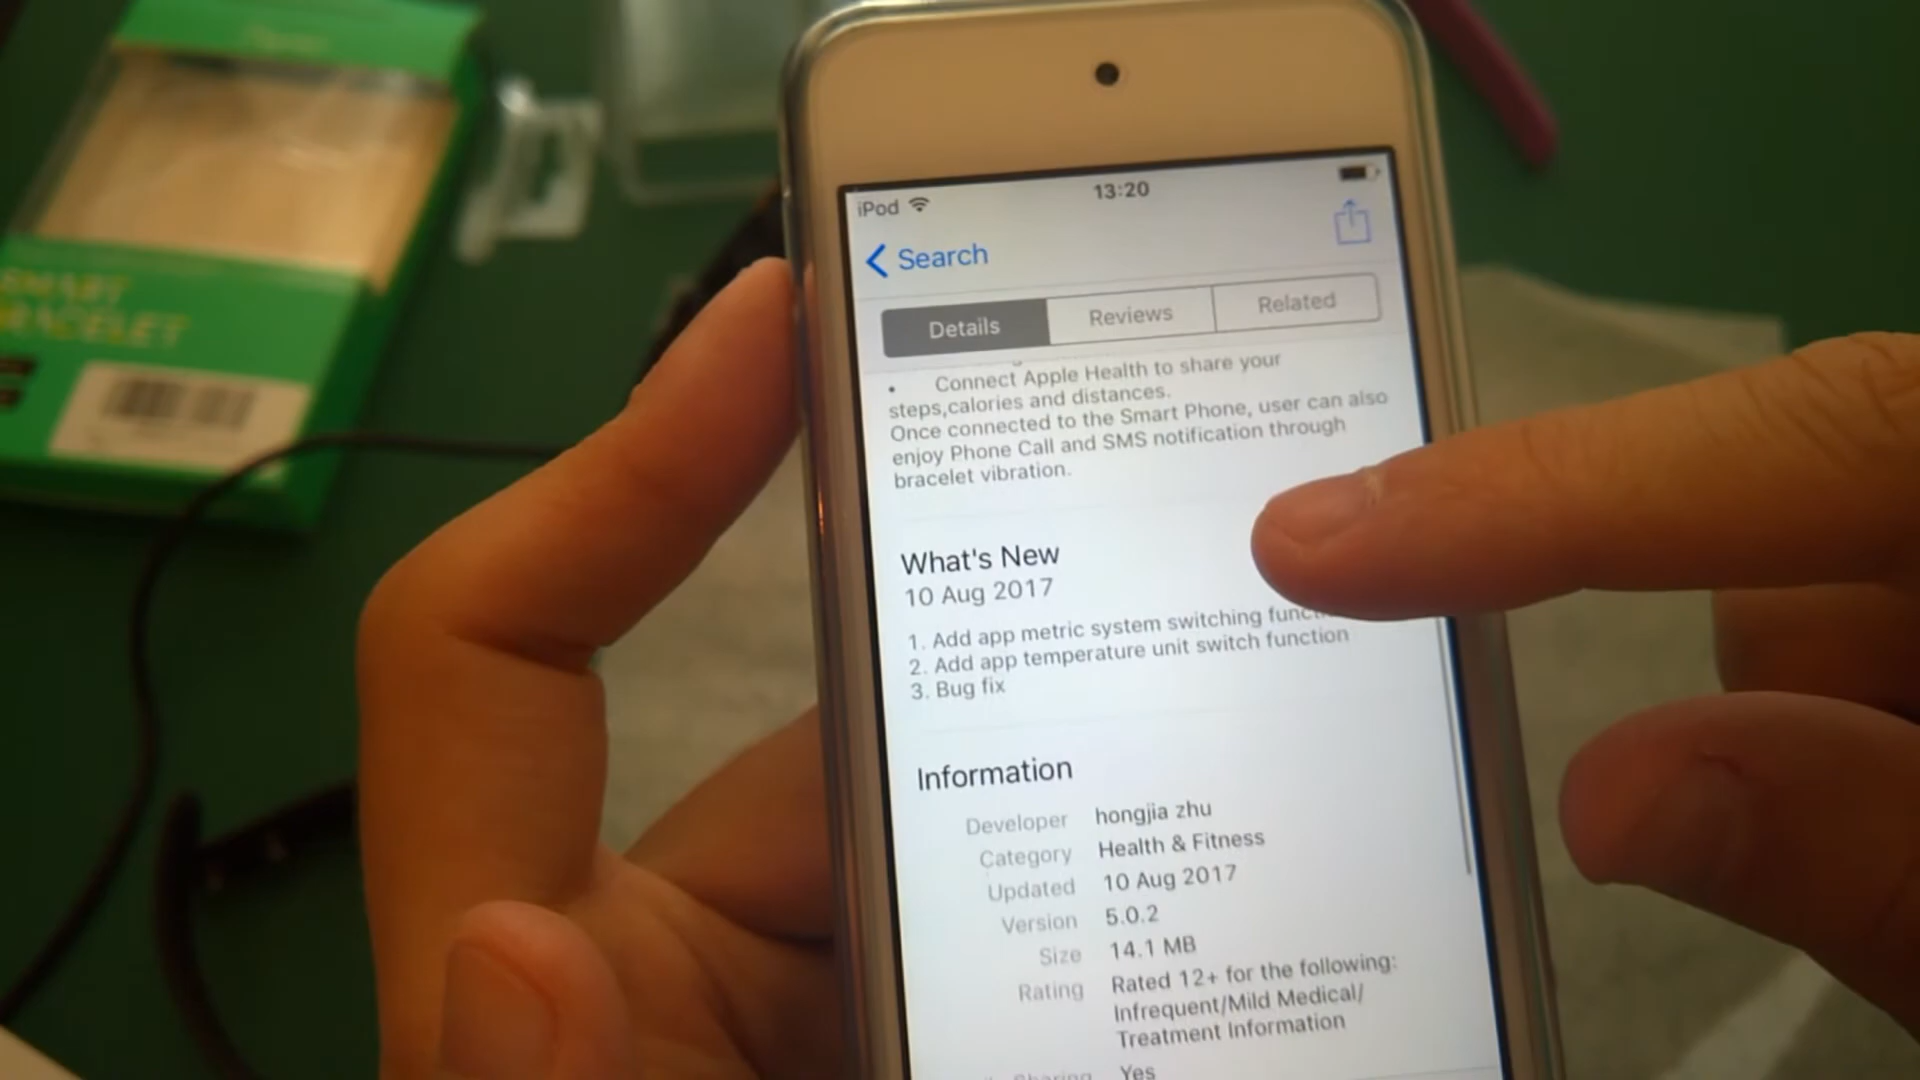 SMART
BRACELET
iPod
13:20
Search
Details
Reviews
Related
• Connect Apple Health to share your
steps,calories and distances.
Once connected to the Smart Phone, user can also
enjoy Phone Call and SMS notification through
bracelet vibration.
What's New
10 Aug 2017
1. Add app metric system switching func
2. Add app temperature unit switch function
3. Bug fix
Information
Developer hongjia zhu
Category Health & Fitness
Updated 10 Aug 2017
Version 5.0.2
Size 14.1 MB
Rating Rated 12+ for the following:
Infrequent/Mild Medical/
Treatment Information
Sharing Yes